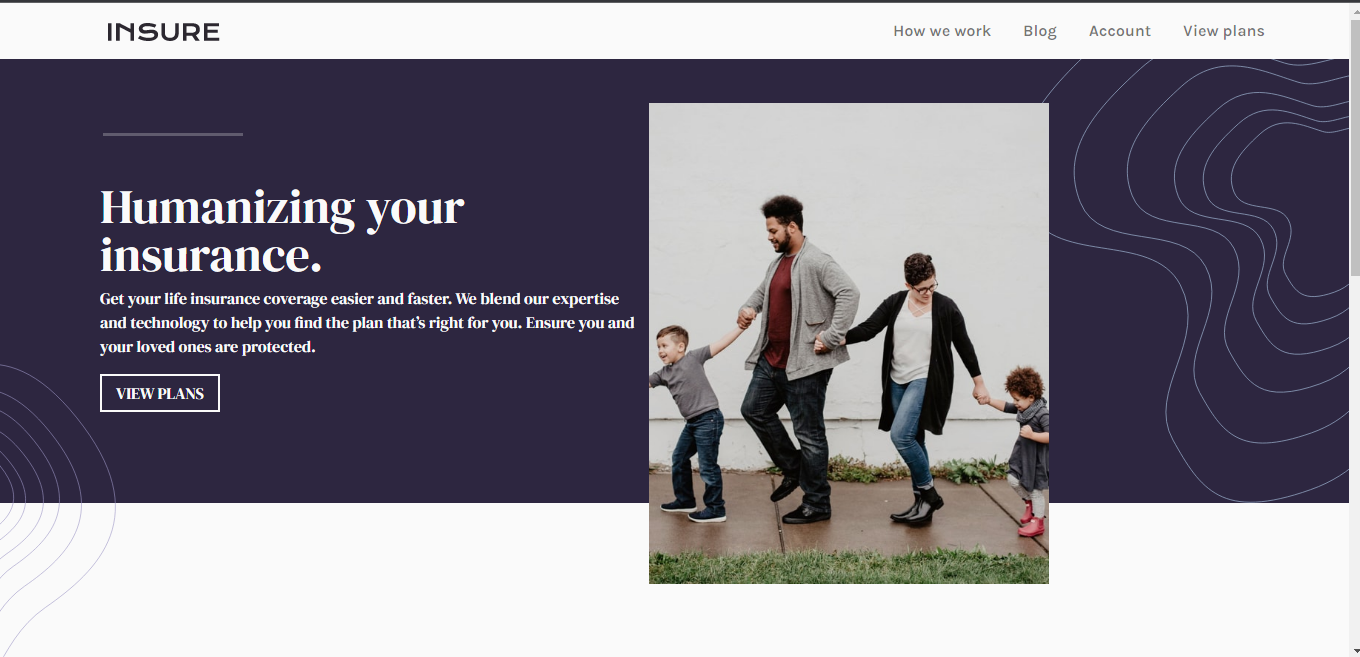 INSURE
How we work
Blog
Account
View plans
Humanizing your
insurance.
Get your life insurance coverage easier and faster. We blend our expertise
and technology to help you find the plan that’s right for you. Ensure you and
your loved ones are protected.
VIEW PLANS